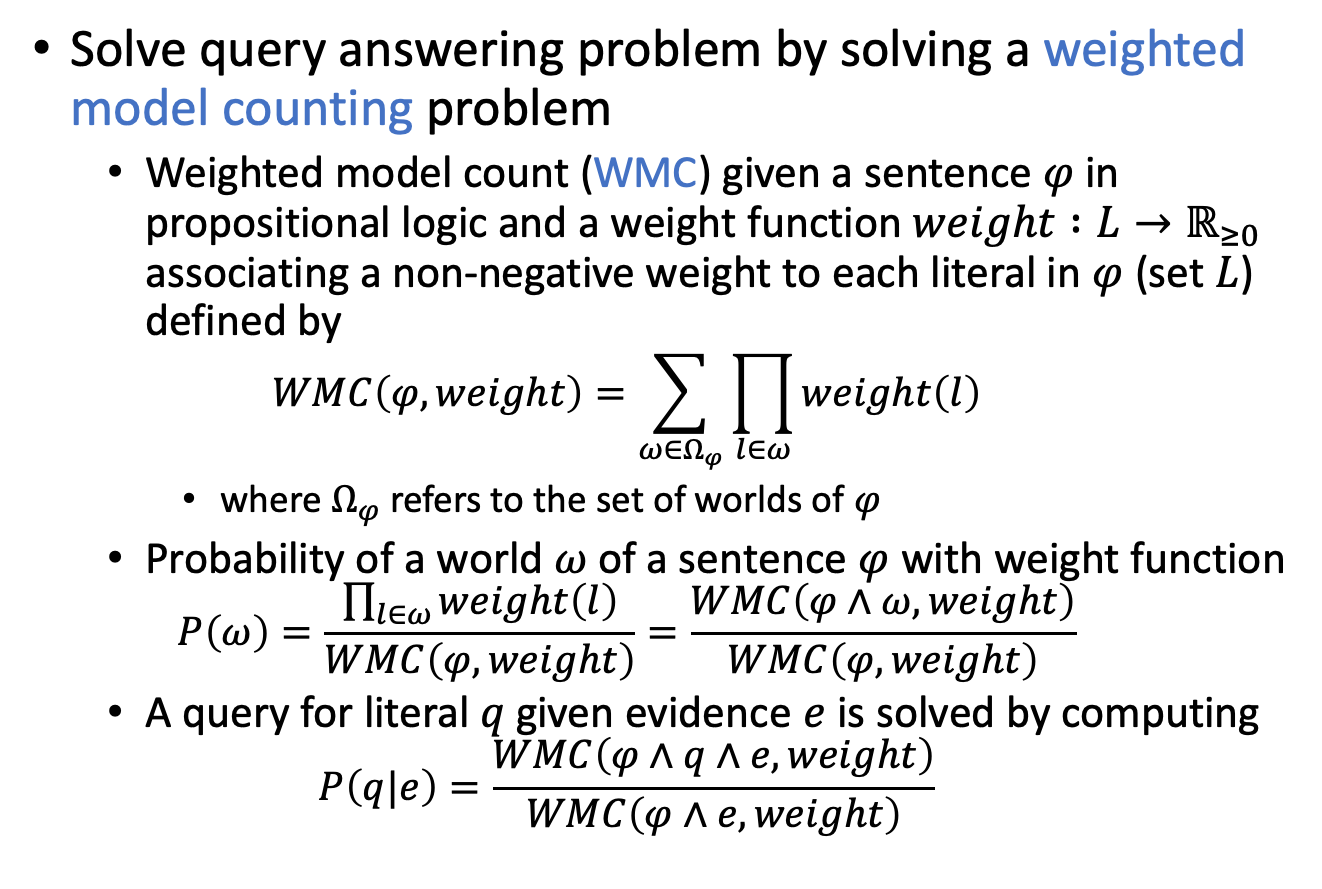 • Solve query answering problem by solving a weighted
model counting problem
• Weighted model count (WMC) given a sentence φ in
propositional logic and a weight function weight : L → ℝ≥0
associating a non-negative weight to each literal in φ (set L)
defined by
WMC(φ, weight) = ∑_{ω∈Ω_φ} ∏_{l∈ω} weight(l)
• where Ω_φ refers to the set of worlds of φ
• Probability of a world ω of a sentence φ with weight function
P(ω) = ∏_{l∈ω} weight(l) / WMC(φ, weight) = WMC(φ ∧ ω, weight) / WMC(φ, weight)
• A query for literal q given evidence e is solved by computing
P(q|e) = WMC(φ ∧ q ∧ e, weight) / WMC(φ ∧ e, weight)